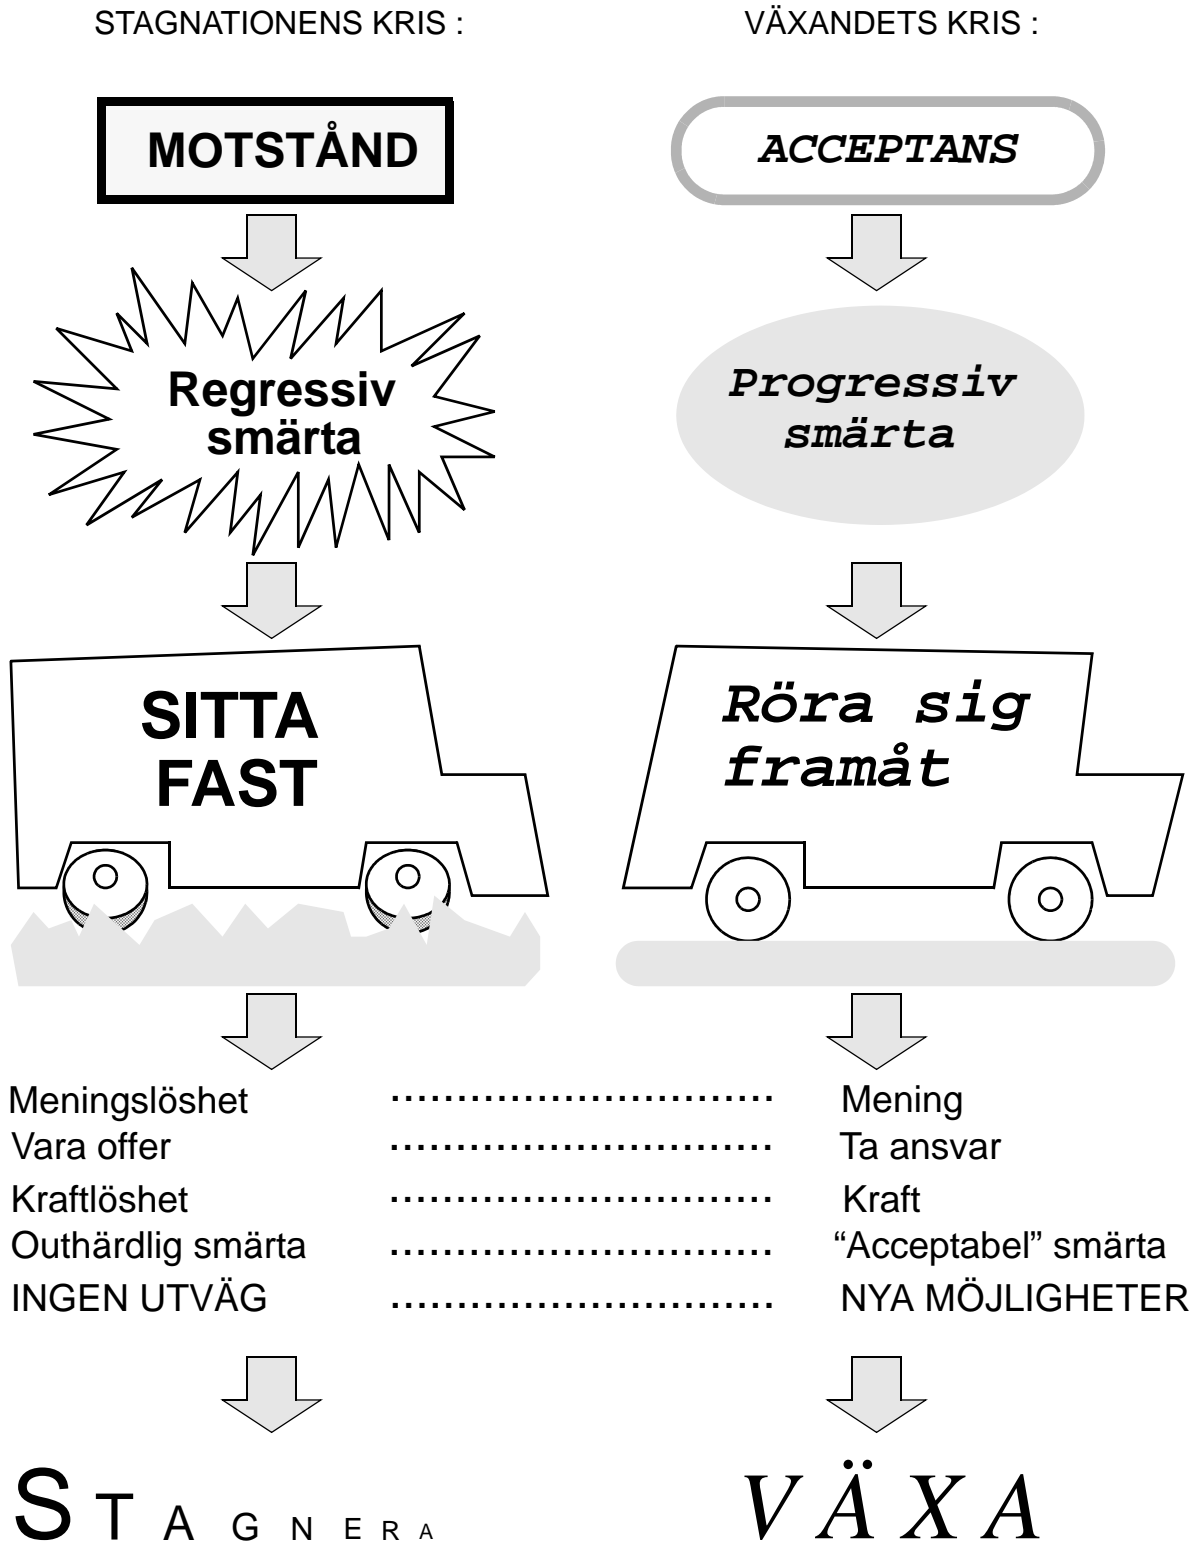 STAGNATIONENS KRIS :
VÄXANDETS KRIS :
MOTSTÅND
ACCEPTANS
Regressiv
smärta
Progressiv
smärta
SITTA
FAST
Röra sig
framåt
Meningslöshet ............................. Mening
Vara offer ............................. Ta ansvar
Kraftlöshet ............................. Kraft
Outhärdlig smärta ............................. “Acceptabel” smärta
INGEN UTVÄG ............................. NYA MÖJLIGHETER
STAGNERA
VÄXA